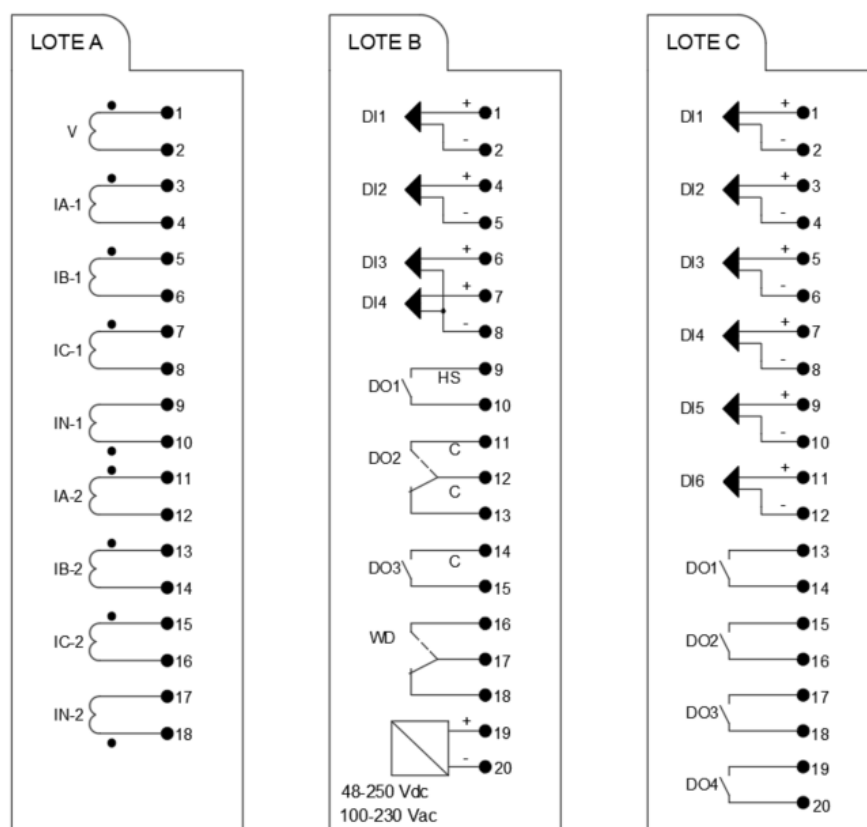 LOTE A
V
1
2
IA-1
3
4
IB-1
5
6
IC-1
7
8
IN-1
9
10
IA-2
11
12
IB-2
13
14
IC-2
15
16
IN-2
17
18
LOTE B
DI1
+ 1
- 2
DI2
+ 4
- 5
DI3
+ 6
DI4
+ 7
- 8
DO1
HS 9
10
DO2
C 11
C 12
13
DO3
C 14
15
WD
16
17
18
+ 19
- 20
48-250 Vdc
100-230 Vac
LOTE C
DI1
+ 1
- 2
DI2
+ 3
- 4
DI3
+ 5
- 6
DI4
+ 7
- 8
DI5
+ 9
- 10
DI6
+ 11
- 12
DO1
13
14
DO2
15
16
DO3
17
18
DO4
19
20